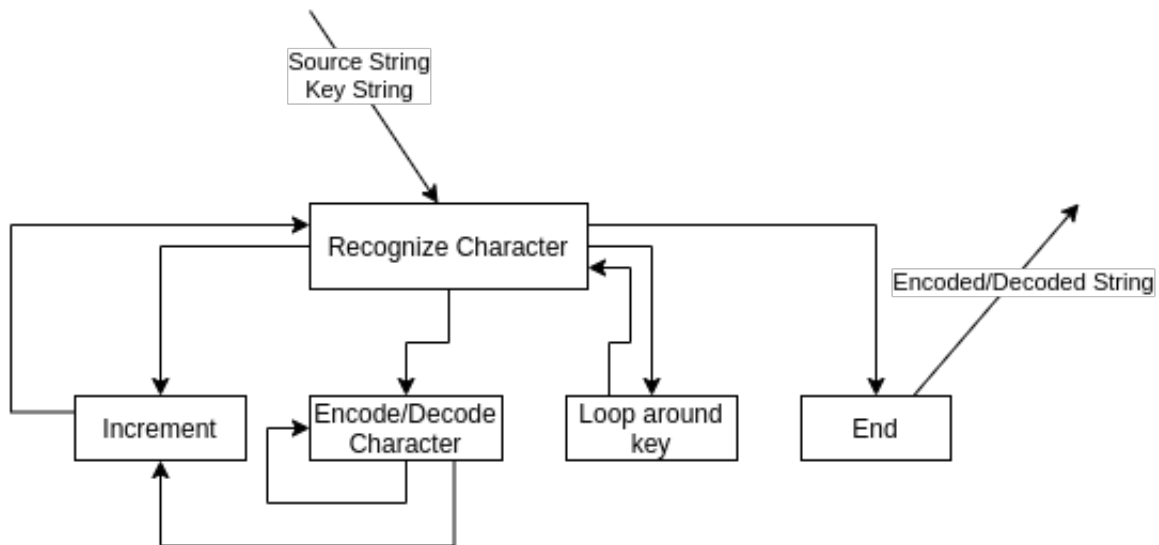 Source String
Key String
Recognize Character
Encoded/Decoded String
Increment
Encode/Decode
Character
Loop around
key
End